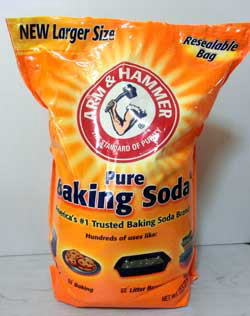 NEW Larger Size
Resealable
Bag
ARM & HAMMER
STANDARD OF PURITY
Pure
Baking Soda
America's #1 Trusted Baking Soda Brand
Hundreds of uses like:
Baking
Litter